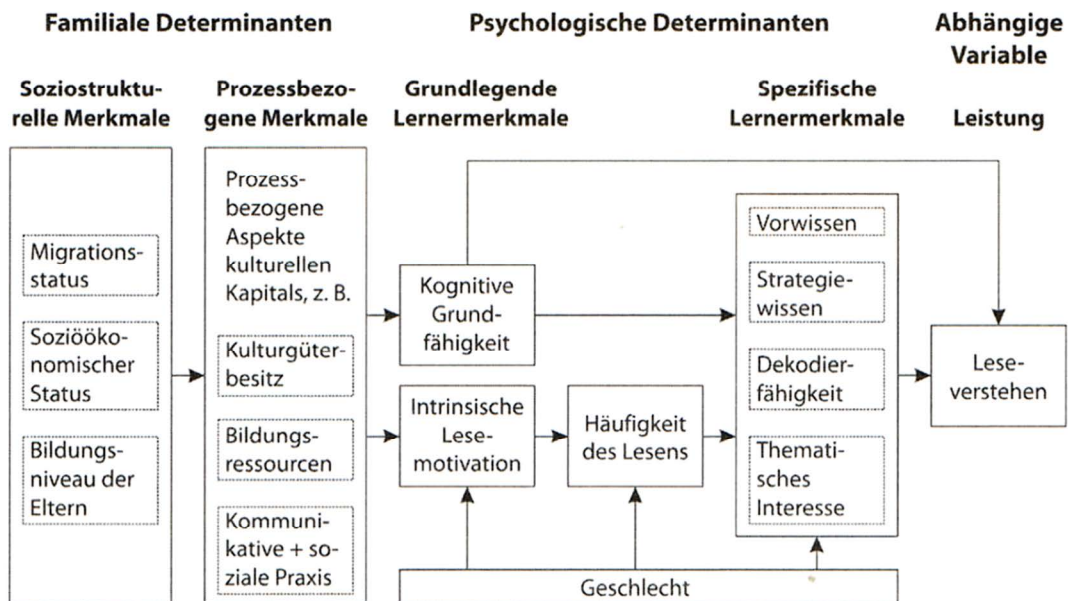 Familiale Determinanten
Psychologische Determinanten
Abhängige
Variable
Soziostruktu-
relle Merkmale
Prozessbezo-
gene Merkmale
Grundlegende
Lernermerkmale
Spezifische
Lernermerkmale
Leistung
Migrations-
status
Soziöoko-
nomischer
Status
Bildungs-
niveau der
Eltern
Prozess-
bezogene
Aspekte
kulturellen
Kapitals, z. B.
Kulturgüter-
besitz
Bildungs-
ressourcen
Kommuni-
kative + so-
ziale Praxis
Kognitive
Grund-
fähigkeit
Intrinsische
Lese-
motivation
Häufigkeit
des Lesens
Vorwissen
Strategie-
wissen
Dekodier-
fähigkeit
Themati-
sches
Interesse
Lese-
verstehen
Geschlecht